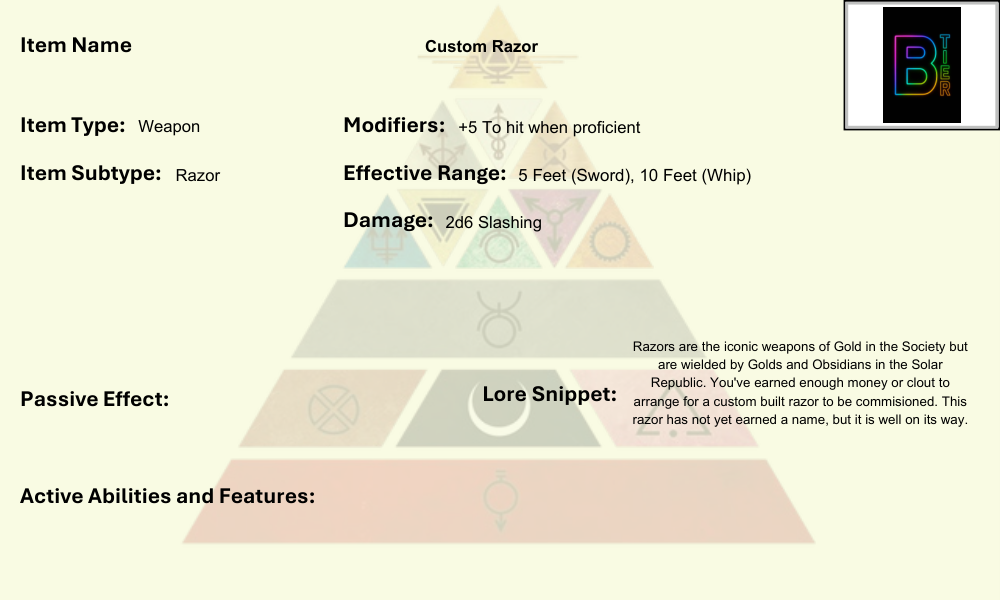 Item Name
Custom Razor
B TIER
Item Type: Weapon
Modifiers: +5 To hit when proficient
Item Subtype: Razor
Effective Range: 5 Feet (Sword), 10 Feet (Whip)
Damage: 2d6 Slashing
Passive Effect:
Lore Snippet:
Razors are the iconic weapons of Gold in the Society but
are wielded by Golds and Obsidians in the Solar
Republic. You've earned enough money or clout to
arrange for a custom built razor to be commisioned. This
razor has not yet earned a name, but it is well on its way.
Active Abilities and Features: